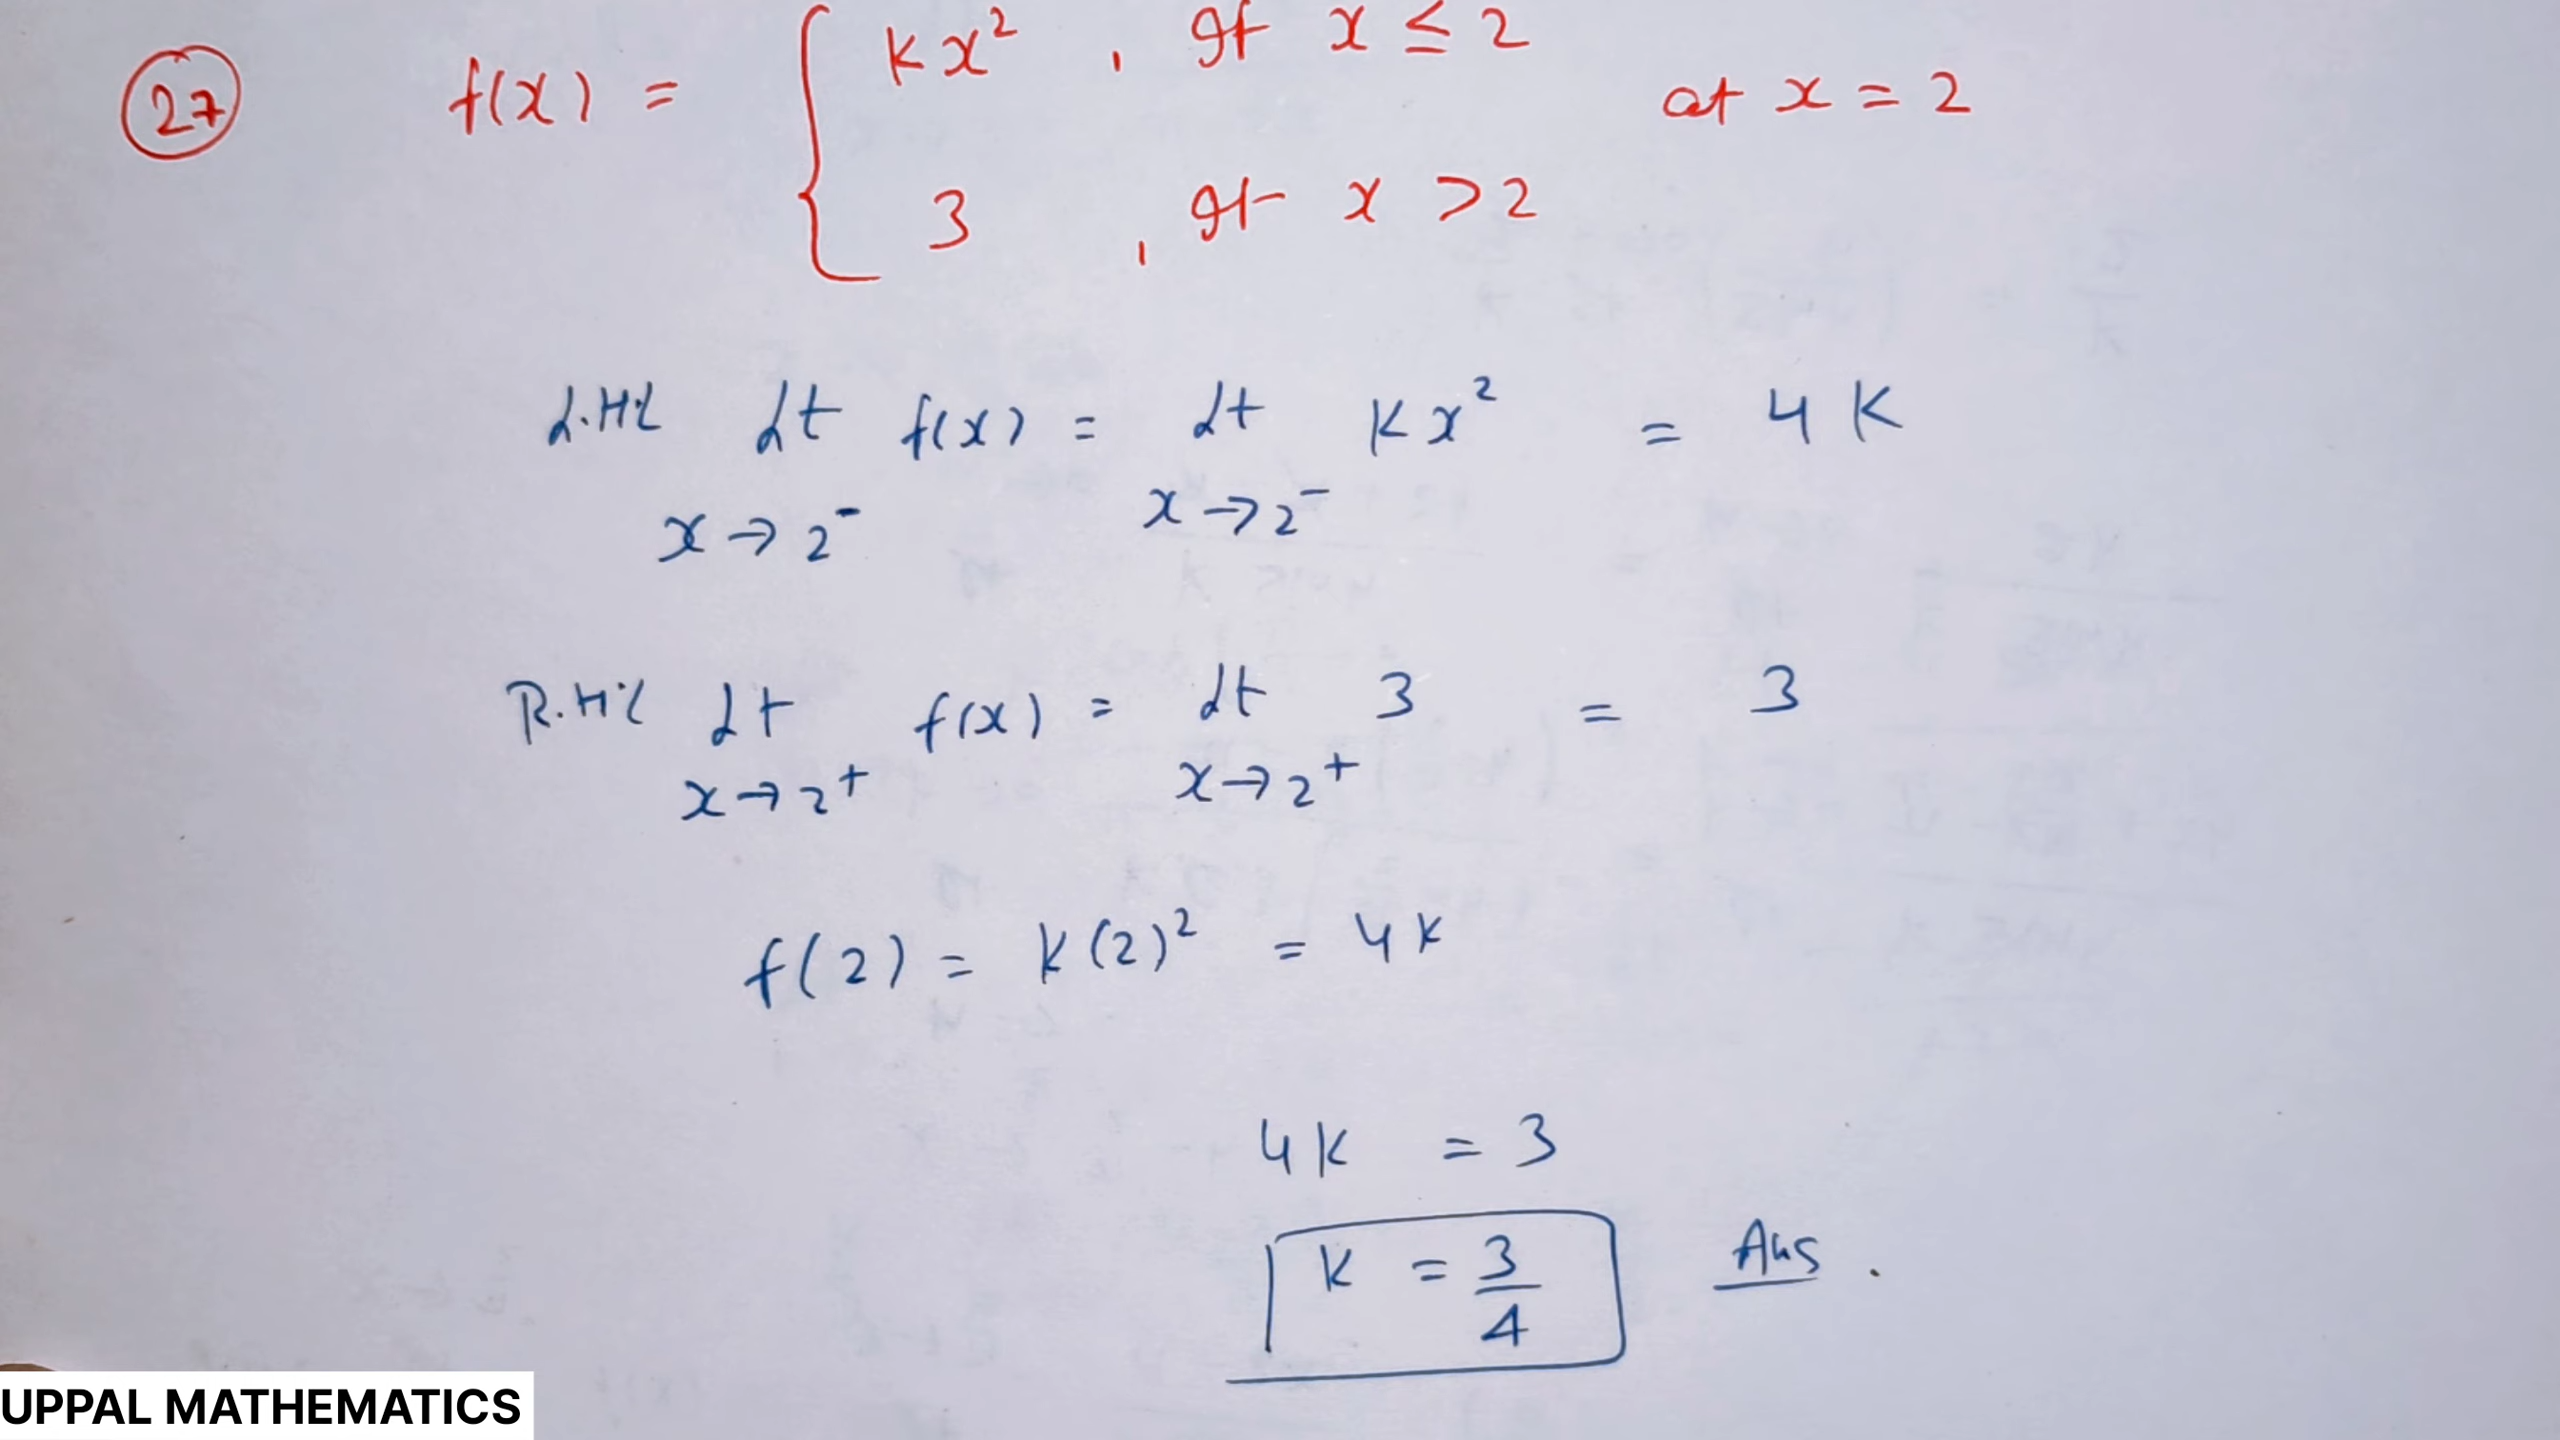 27 f(x) = { kx² , If x ≤ 2
at x = 2
3 , If x > 2
L.H.L Lt f(x) = Lt kx² = 4k
x→2⁻ x→2⁻
R.H.L Lt f(x) = Lt 3 = 3
x→2⁺ x→2⁺
f(2) = k(2)² = 4k
4k = 3
k = 3/4 Ans.
UPPAL MATHEMATICS